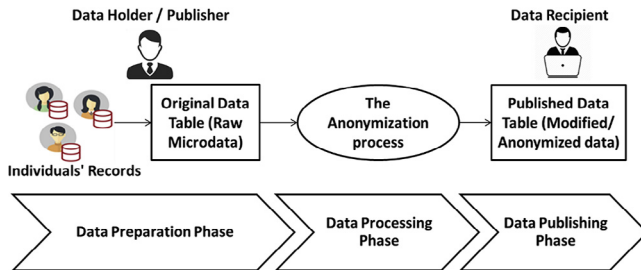 Data Holder / Publisher
Data Recipient
Individuals' Records
Original Data
Table (Raw
Microdata)
The
Anonymization
process
Published Data
Table (Modified/
Anonymized data)
Data Preparation Phase
Data Processing
Phase
Data Publishing
Phase